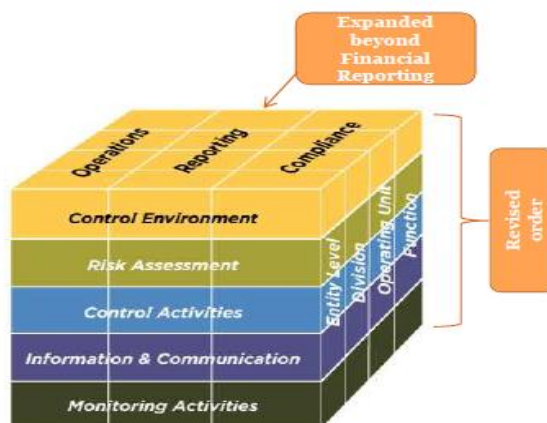 Expanded
beyond
Financial
Reporting
Operations
Reporting
Compliance
Control Environment
Risk Assessment
Control Activities
Information & Communication
Monitoring Activities
Entity Level
Division
Operating Unit
Function
Revised
order